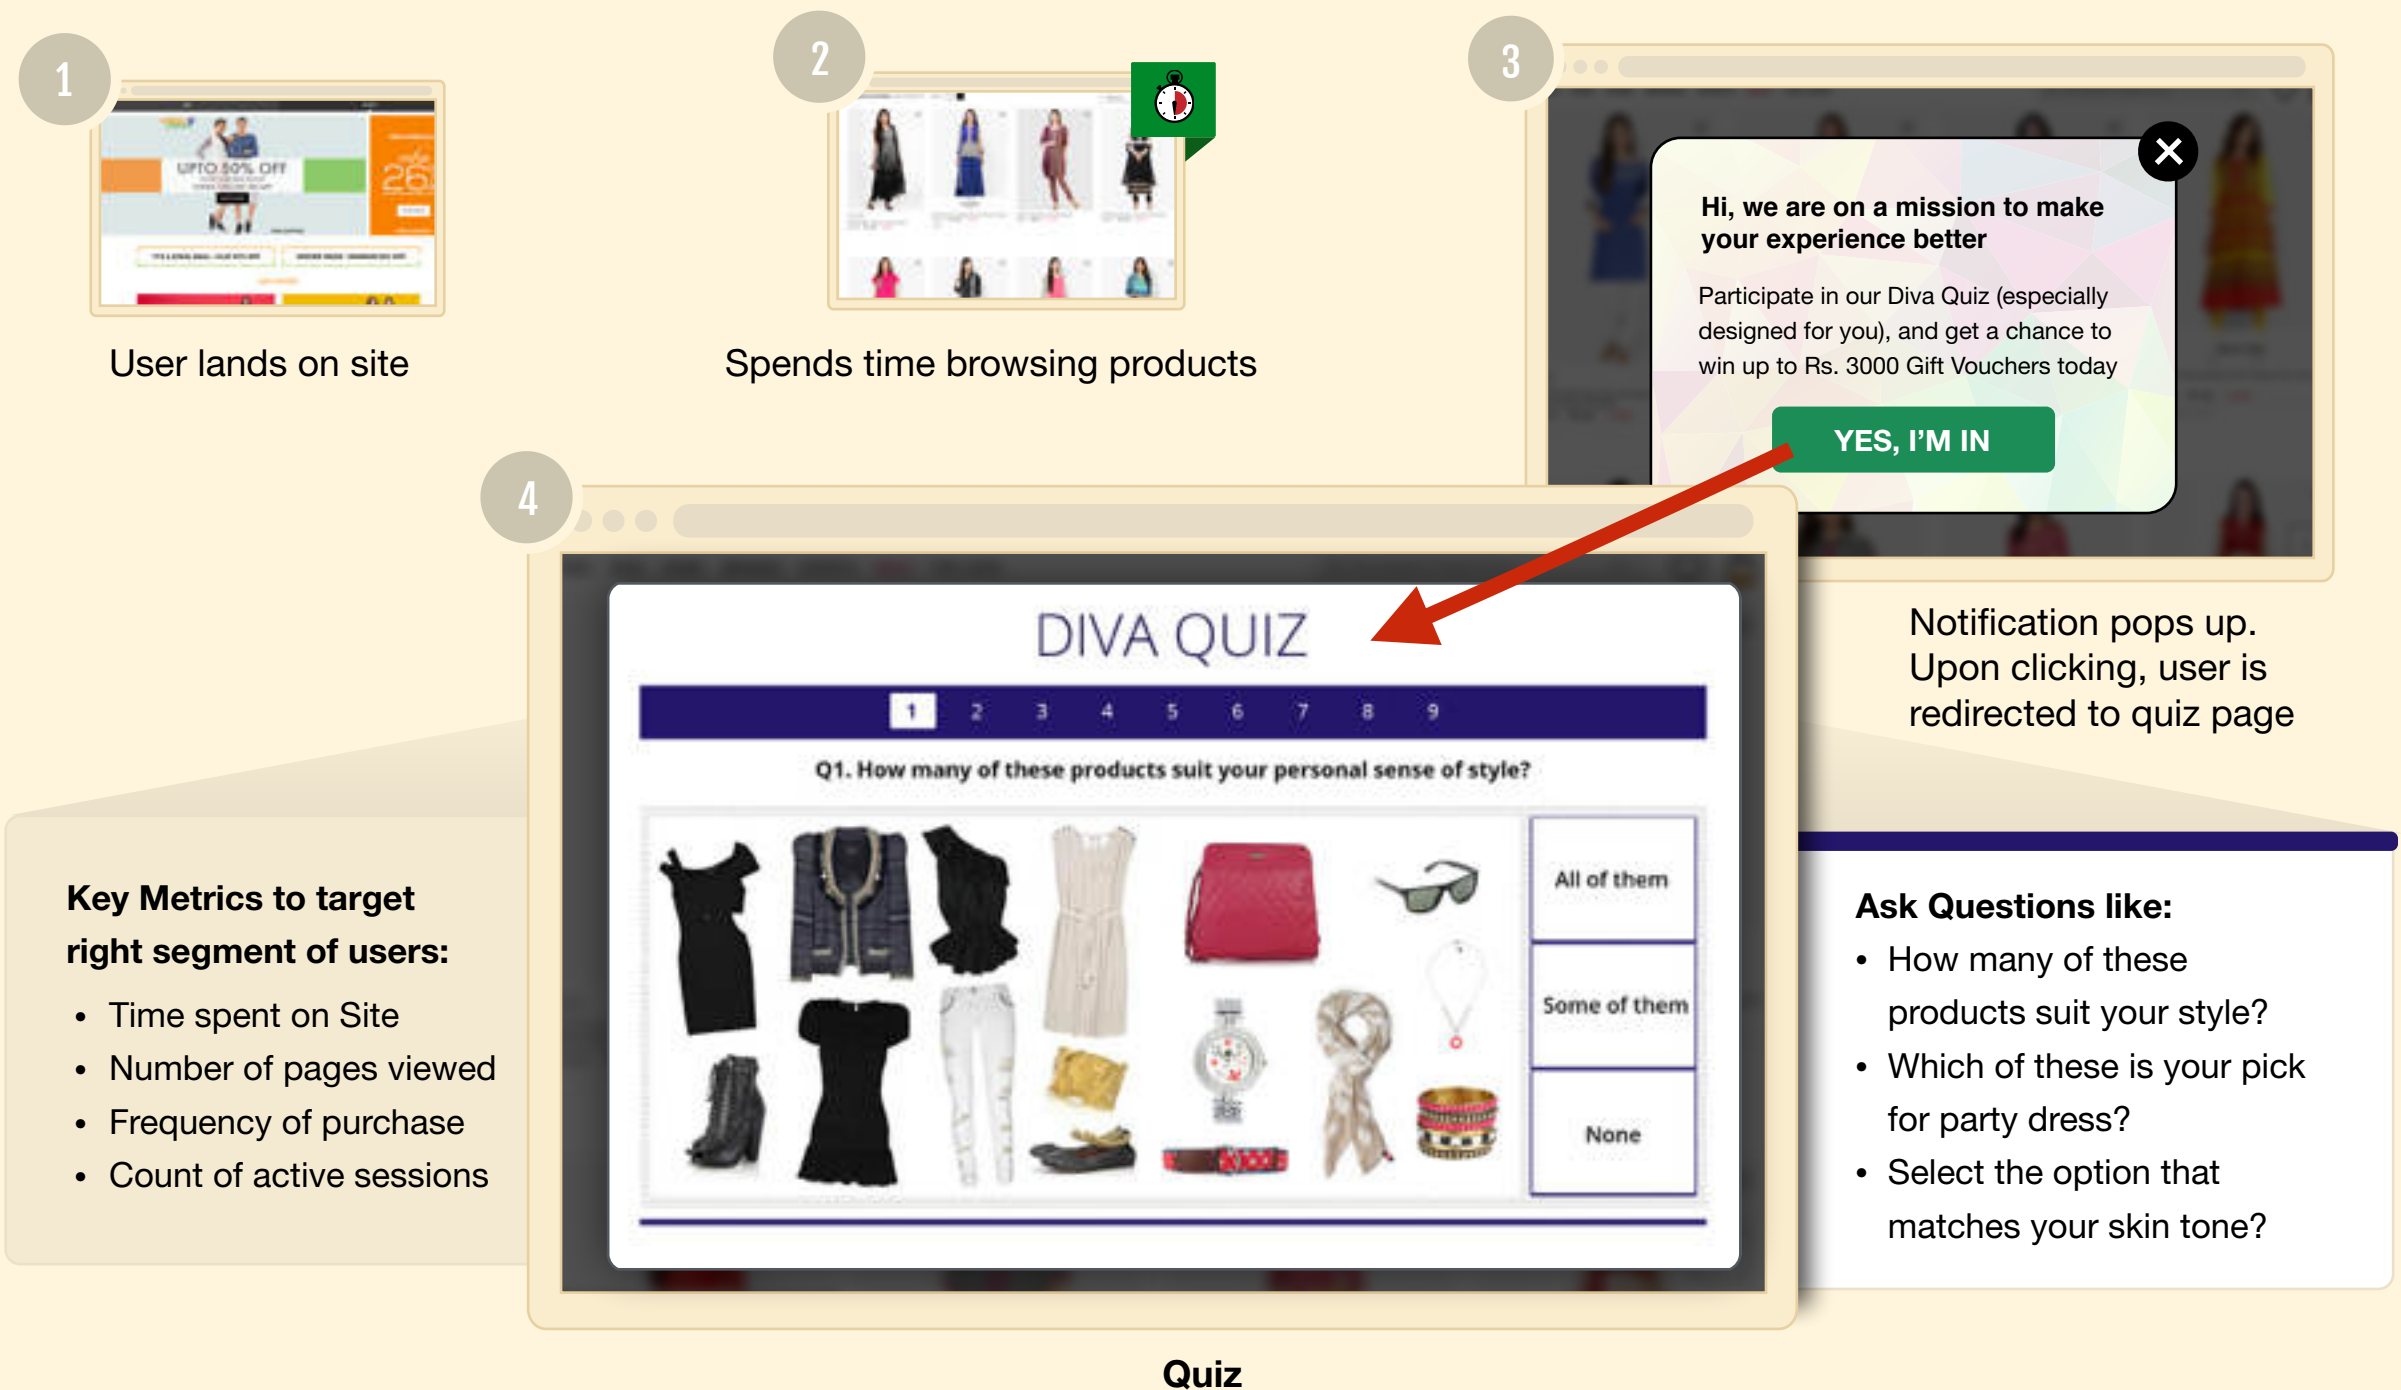 1
UPTO 50% OFF
User lands on site
2
Spends time browsing products
3
Hi, we are on a mission to make
your experience better
Participate in our Diva Quiz (especially
designed for you), and get a chance to
win up to Rs. 3000 Gift Vouchers today
YES, I'M IN
Notification pops up.
Upon clicking, user is
redirected to quiz page
4
DIVA QUIZ
1 2 3 4 5 6 7 8 9
Q1. How many of these products suit your personal sense of style?
All of them
Some of them
None
Key Metrics to target
right segment of users:
• Time spent on Site
• Number of pages viewed
• Frequency of purchase
• Count of active sessions
Ask Questions like:
• How many of these
products suit your style?
• Which of these is your pick
for party dress?
• Select the option that
matches your skin tone?
Quiz